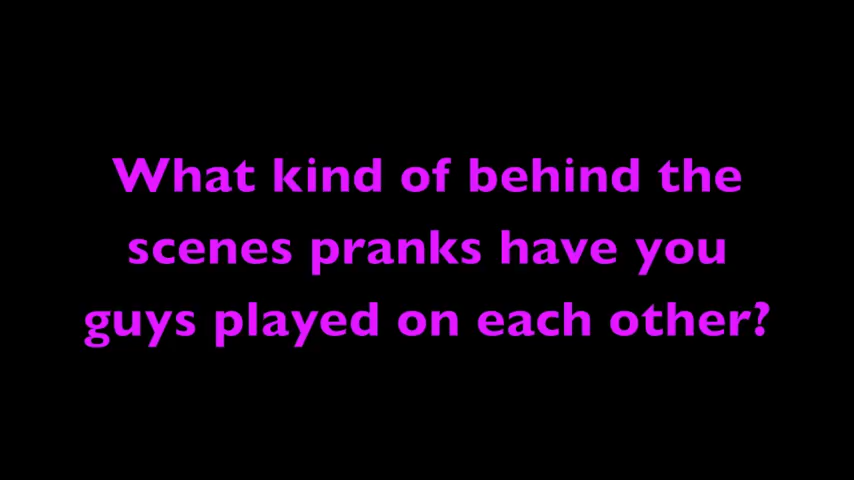 What kind of behind the
scenes pranks have you
guys played on each other?